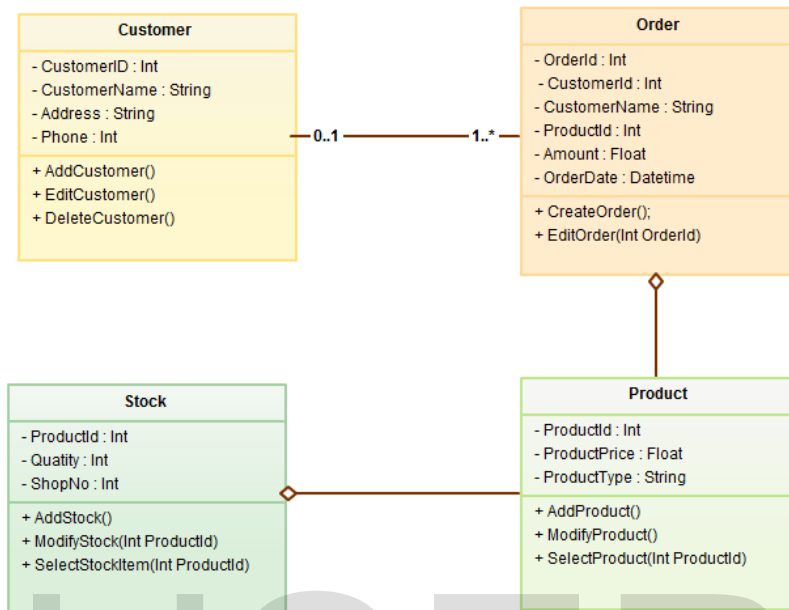 Customer
- CustomerID : Int
- CustomerName : String
- Address : String
- Phone : Int
+ AddCustomer()
+ EditCustomer()
+ DeleteCustomer()
0..1
1..*
Order
- OrderId : Int
- CustomerId : Int
- CustomerName : String
- ProductId : Int
- Amount : Float
- OrderDate : Datetime
+ CreateOrder();
+ EditOrder(Int OrderId)
Stock
- ProductId : Int
- Quatity : Int
- ShopNo : Int
+ AddStock()
+ ModifyStock(Int ProductId)
+ SelectStockItem(Int ProductId)
Product
- ProductId : Int
- ProductPrice : Float
- ProductType : String
+ AddProduct()
+ ModifyProduct()
+ SelectProduct(Int ProductId)